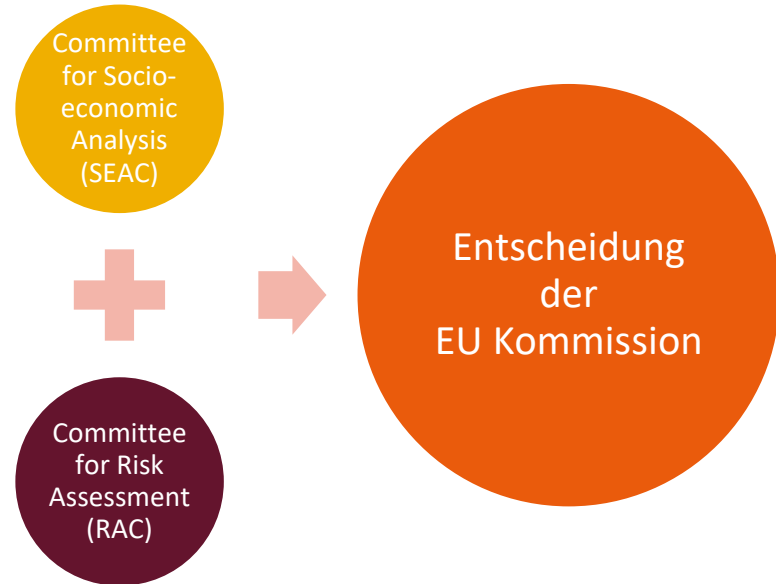 Committee
for Socio-
economic
Analysis
(SEAC)
Committee
for Risk
Assessment
(RAC)
Entscheidung
der
EU Kommission